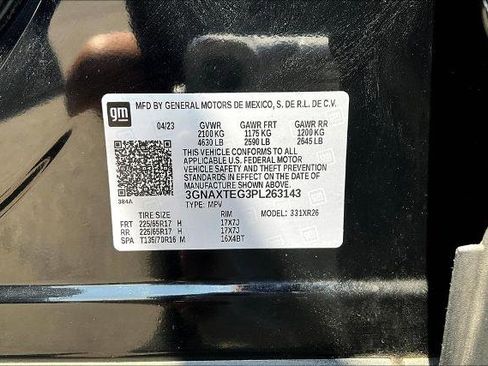 gm
MFD BY GENERAL MOTORS DE MEXICO, S. DE R.L. DE C.V.
04/23 GVWR GAWR FRT GAWR RR
2100 KG 1175 KG 1200 KG
4630 LB 2590 LB 2645 LB
THIS VEHICLE CONFORMS TO ALL
APPLICABLE U.S. FEDERAL MOTOR
VEHICLE SAFETY AND THEFT PREVENTION
STANDARDS IN EFFECT ON THE DATE OF
MANUFACTURE SHOWN ABOVE.
384A
3GNAXTEG3PL263143
TYPE: MPV
TIRE SIZE RIM MODEL: 331XR26
FRT 225/65R17 H 17X7J
RR 225/65R17 H 17X7J
SPA T135/70R16 M 16X4BT